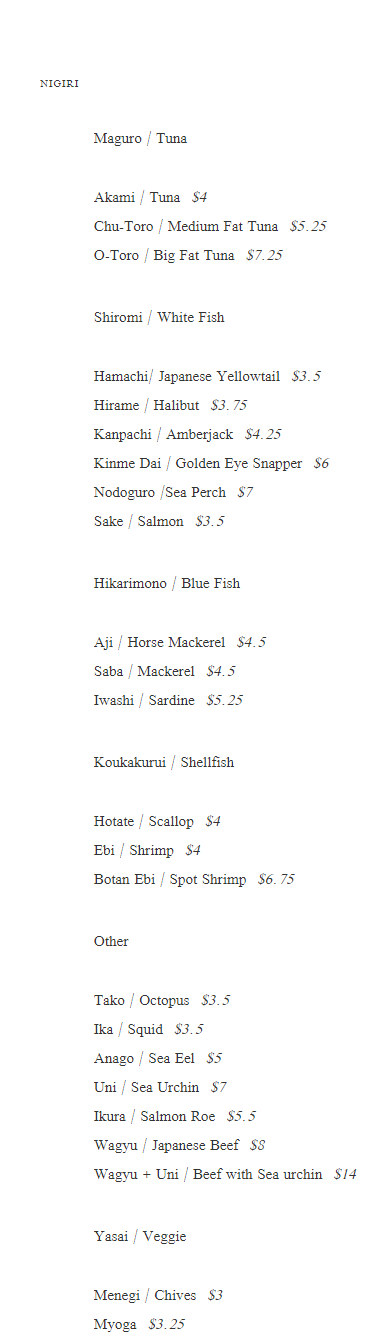 NIGIRI
Maguro / Tuna
Akami / Tuna $4
Chu-Toro / Medium Fat Tuna $5.25
O-Toro / Big Fat Tuna $7.25
Shiromi / White Fish
Hamachi/ Japanese Yellowtail $3.5
Hirame / Halibut $3.75
Kanpachi / Amberjack $4.25
Kinme Dai / Golden Eye Snapper $6
Nodoguro /Sea Perch $7
Sake / Salmon $3.5
Hikarimono / Blue Fish
Aji / Horse Mackerel $4.5
Saba / Mackerel $4.5
Iwashi / Sardine $5.25
Koukakurui / Shellfish
Hotate / Scallop $4
Ebi / Shrimp $4
Botan Ebi / Spot Shrimp $6.75
Other
Tako / Octopus $3.5
Ika / Squid $3.5
Anago / Sea Eel $5
Uni / Sea Urchin $7
Ikura / Salmon Roe $5.5
Wagyu / Japanese Beef $8
Wagyu + Uni / Beef with Sea urchin $14
Yasai / Veggie
Menegi / Chives $3
Myoga $3.25